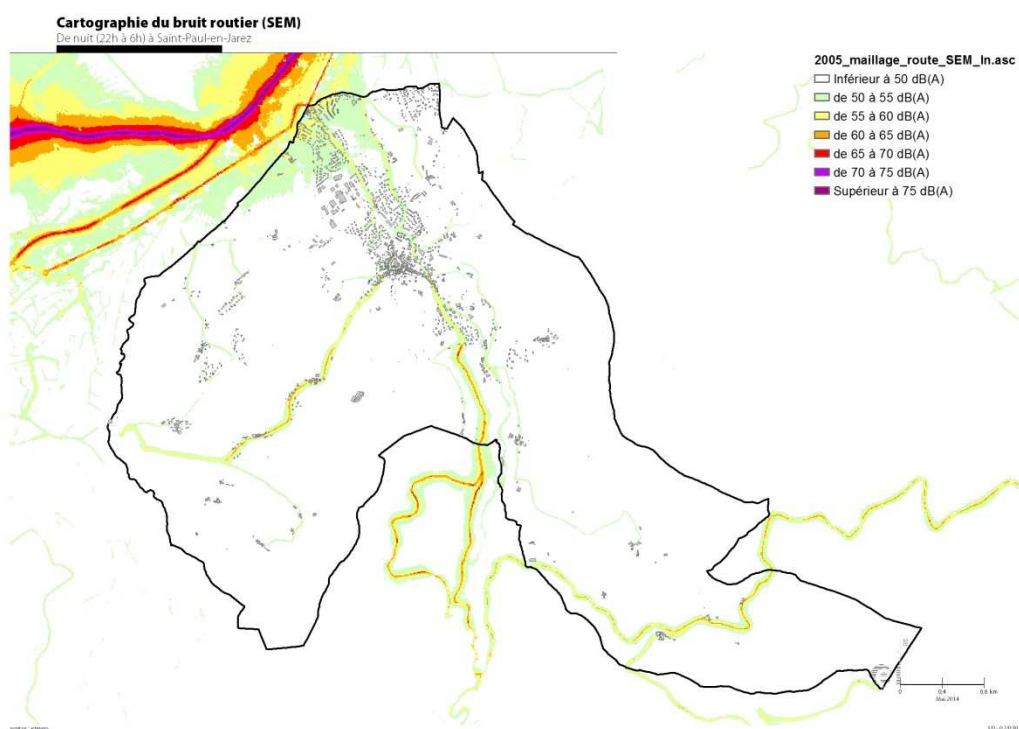 Cartographie du bruit routier (SEM)
De nuit (22h à 6h) à Saint-Paul-en-Jarez
2005_maillage_route_SEM_ln.asc
Inférieur à 50 dB(A)
de 50 à 55 dB(A)
de 55 à 60 dB(A)
de 60 à 65 dB(A)
de 65 à 70 dB(A)
de 70 à 75 dB(A)
Supérieur à 75 dB(A)
0 0,4 0,8 km
Mai 2014